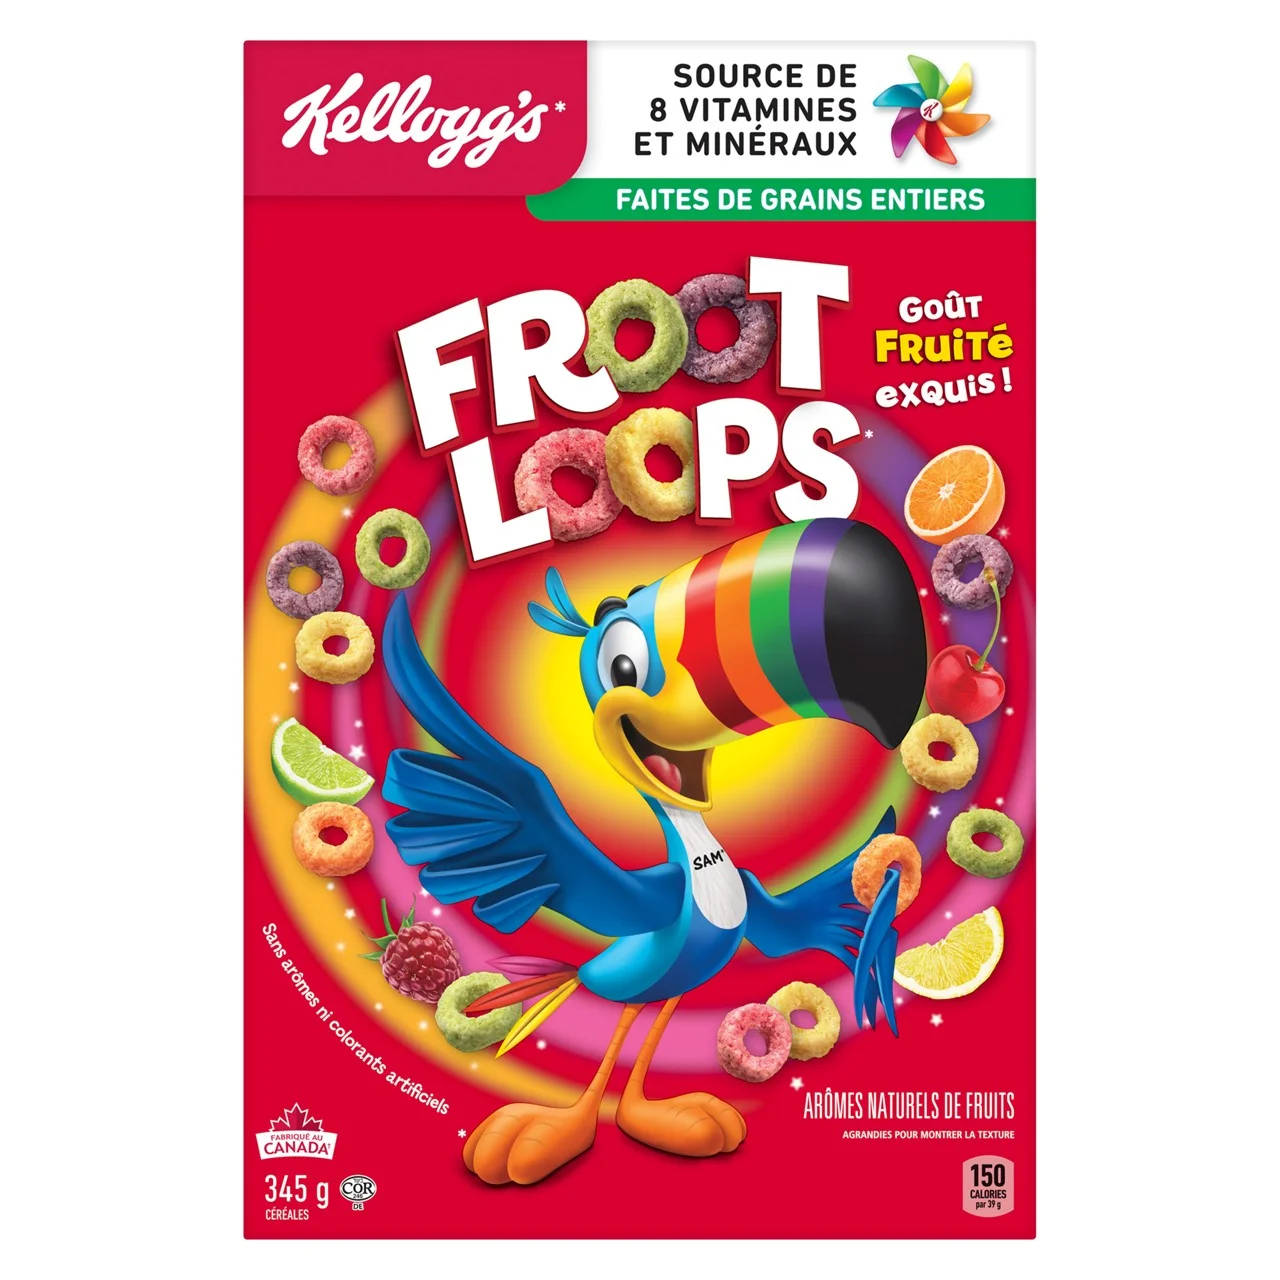 Kellogg's*
SOURCE DE
8 VITAMINES
ET MINÉRAUX
K
FAITES DE GRAINS ENTIERS
FROOT
LOOPS*
GOÛT
FRUITÉ
EXQUIS !
SAM*
Sans arômes ni colorants artificiels
*
ARÔMES NATURELS DE FRUITS
AGRANDIES POUR MONTRER LA TEXTURE
FABRIQUÉ AU
CANADA†
345 g
CÉRÉALES
COR
246
DE
150
CALORIES
par 39 g